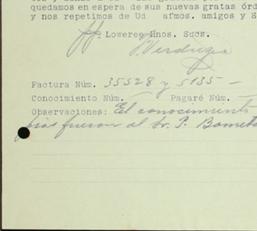 quedamos en espera de sus nuevas gratas órd
y nos repetimos de Ud afmos. amigos y S
Hnos. Sucs.
Factura Núm. 35528 y 5135 —
Conocimiento Núm. Pagaré Núm.
Observaciones: El conocimiento
fueron al Sr. P.